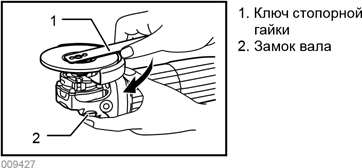 1
2
1. Ключ стопорной
гайки
2. Замок вала
009427